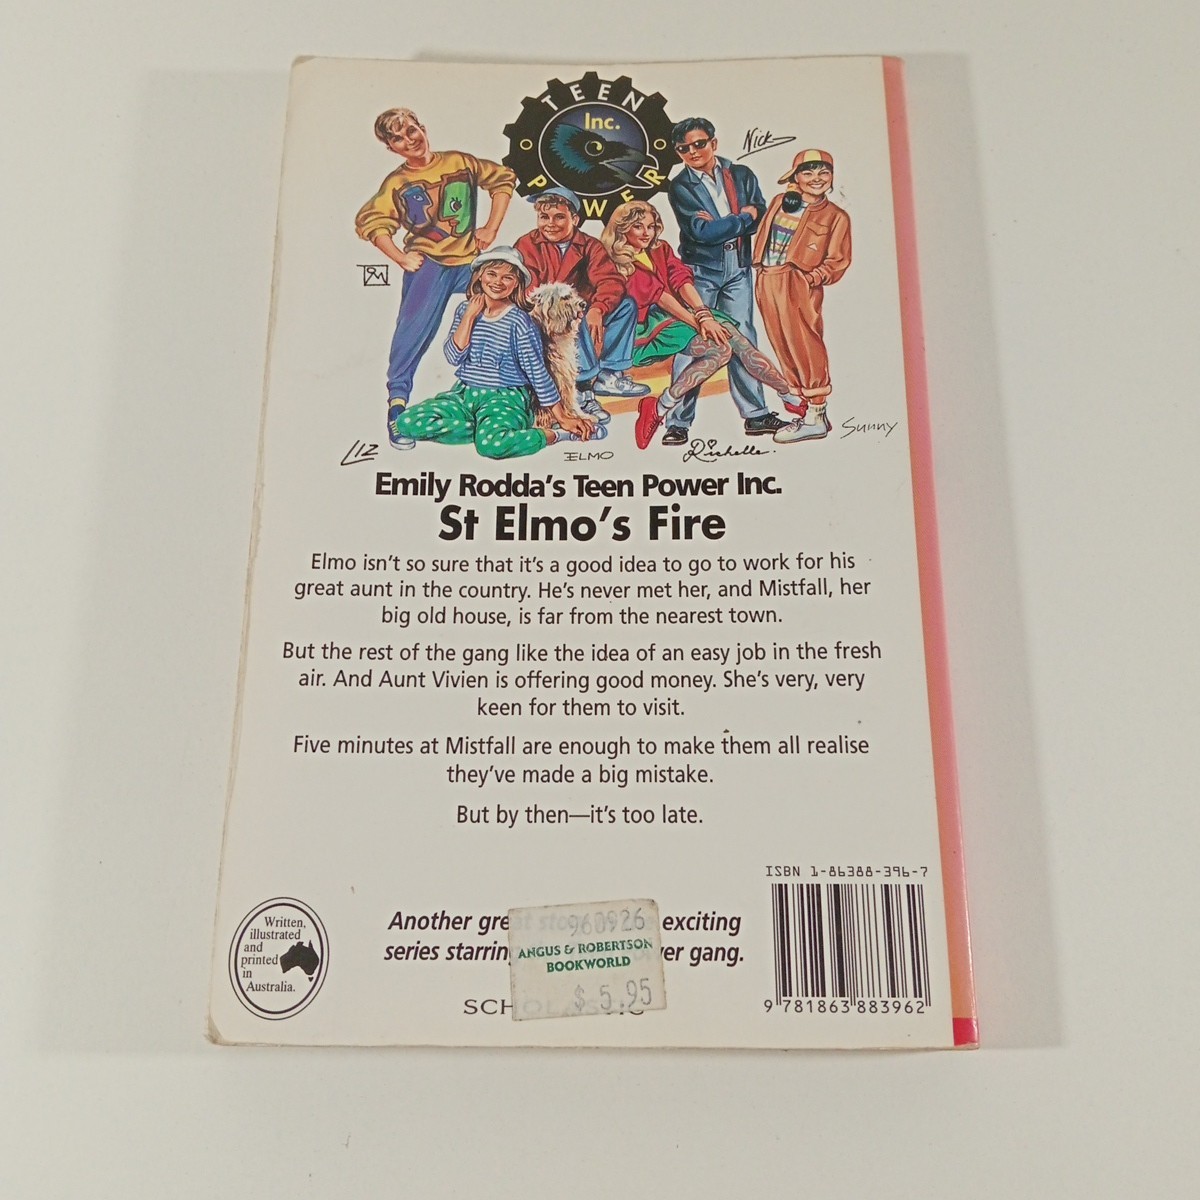 TEEN
Inc.
POWER
Nick
TOM
LIZ
ELMO
Richelle.
Sunny
Emily Rodda's Teen Power Inc.
St Elmo's Fire
Elmo isn't so sure that it's a good idea to go to work for his
great aunt in the country. He's never met her, and Mistfall, her
big old house, is far from the nearest town.
But the rest of the gang like the idea of an easy job in the fresh
air. And Aunt Vivien is offering good money. She's very, very
keen for them to visit.
Five minutes at Mistfall are enough to make them all realise
they've made a big mistake.
But by then—it's too late.
ISBN 1-86388-396-7
Written,
illustrated
and
printed
in
Australia.
Another great exciting
series starring gang.
960926
ANGUS & ROBERTSON
BOOKWORLD
$ 5.95
SCHOLASTIC
9 781863 883962